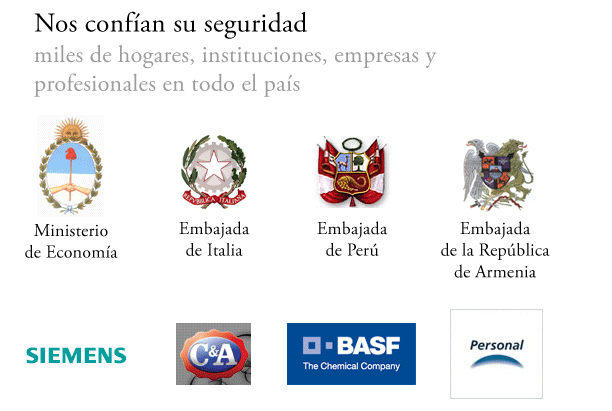 Nos confían su seguridad
miles de hogares, instituciones, empresas y
profesionales en todo el país
REPVBBLICA ITALIANA
Ministerio
de Economía
Embajada
de Italia
Embajada
de Perú
Embajada
de la República
de Armenia
SIEMENS
C&A
BASF
The Chemical Company
Personal